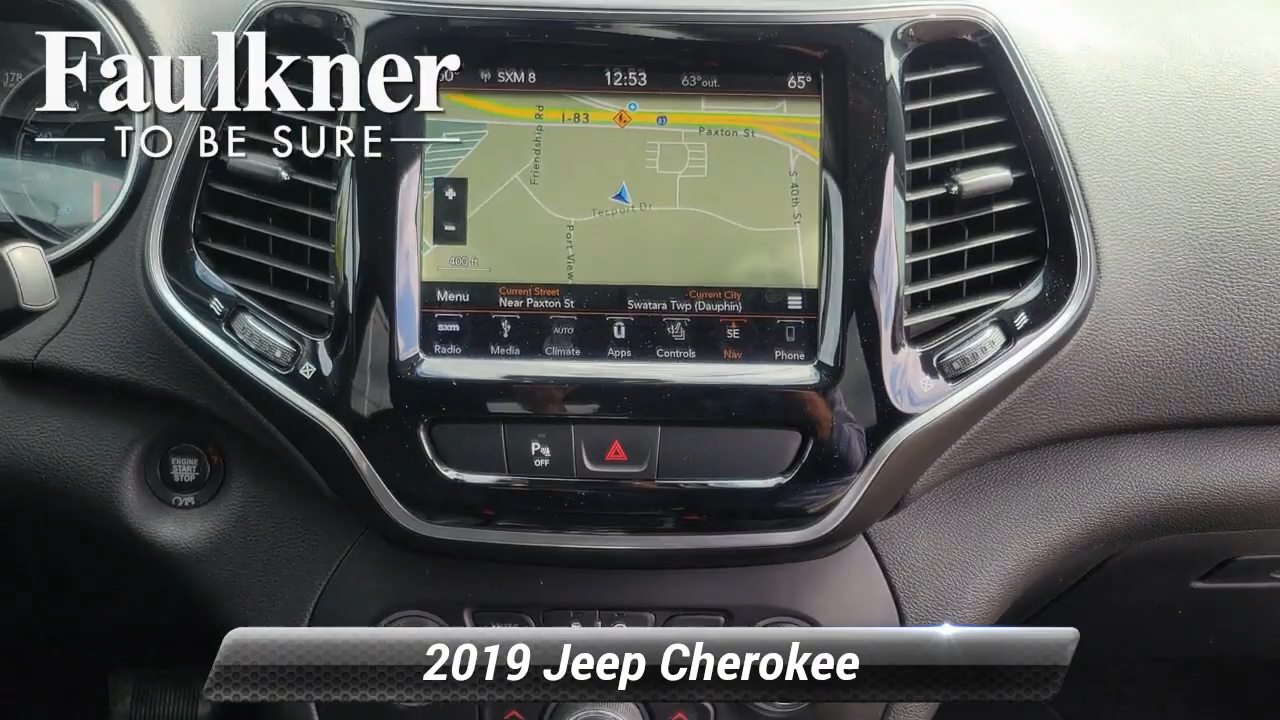 Faulkner
TO BE SURE
60° SXM 8 12:53 63°out. 65°
I-83
Paxton St
Friendship Rd
S 40th St
Tecport Dr
Port View
400 ft
Menu
Current Street
Near Paxton St
Current City
Swatara Twp (Dauphin)
sxm AUTO SE
Radio Media Climate Apps Controls Nav Phone
ENGINE
START
STOP
P
OFF
2019 Jeep Cherokee